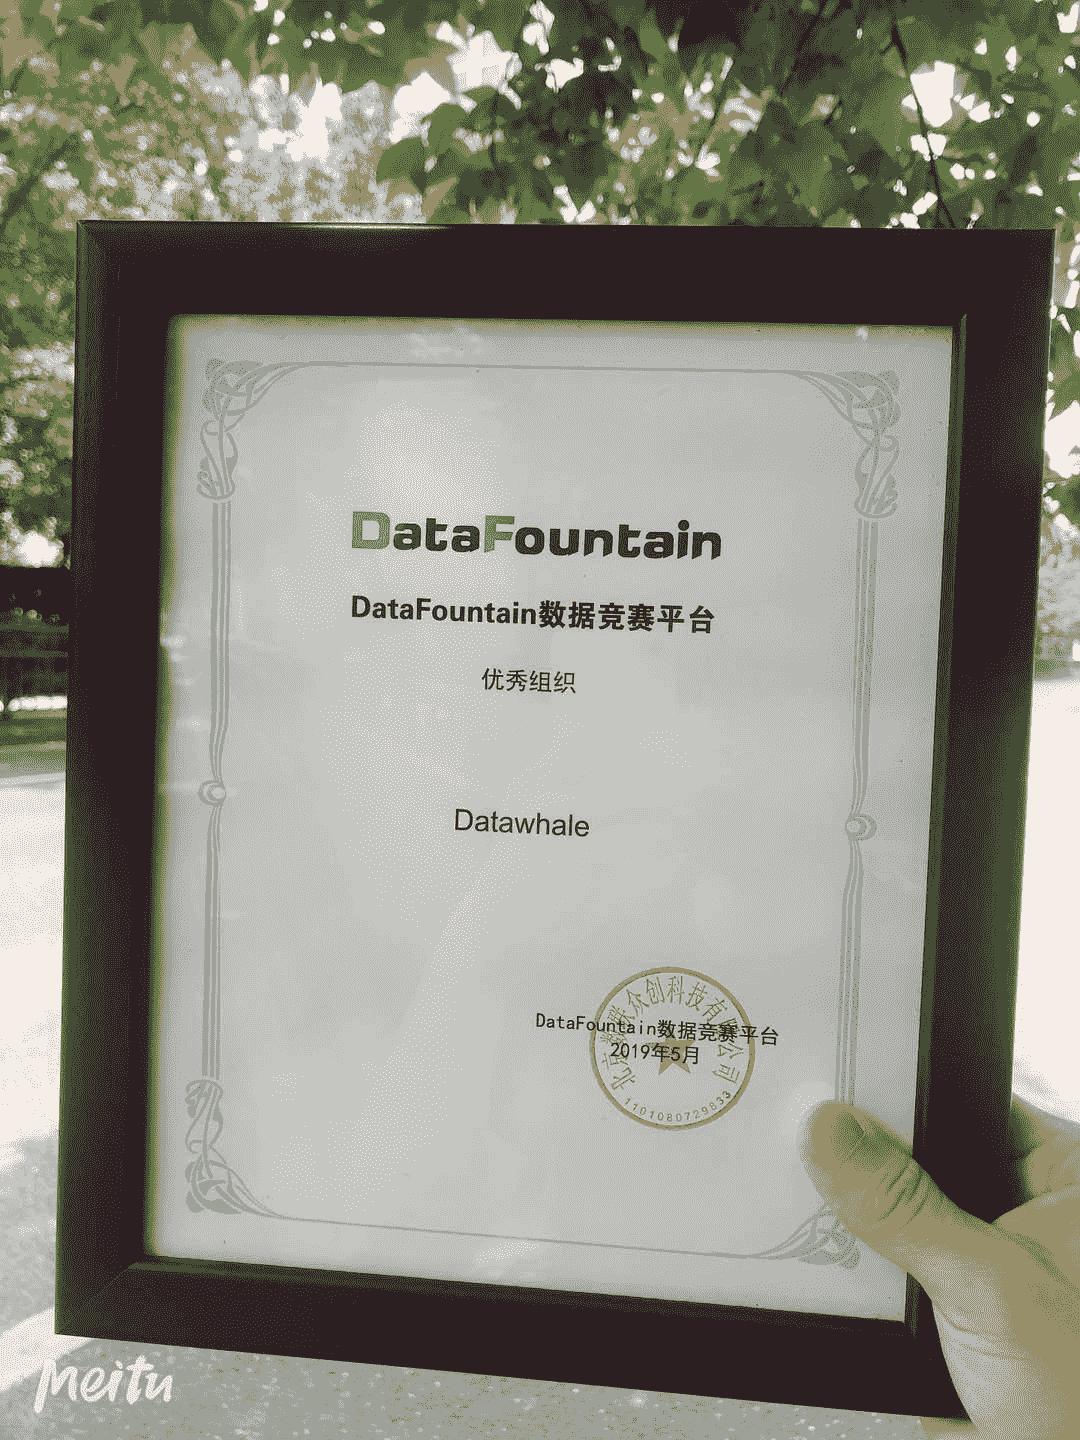 DataFountain
DataFountain数据竞赛平台
优秀组织
Datawhale
北京数联众创科技有限公司
DataFountain数据竞赛平台
2019年5月
1101080729833
meitu